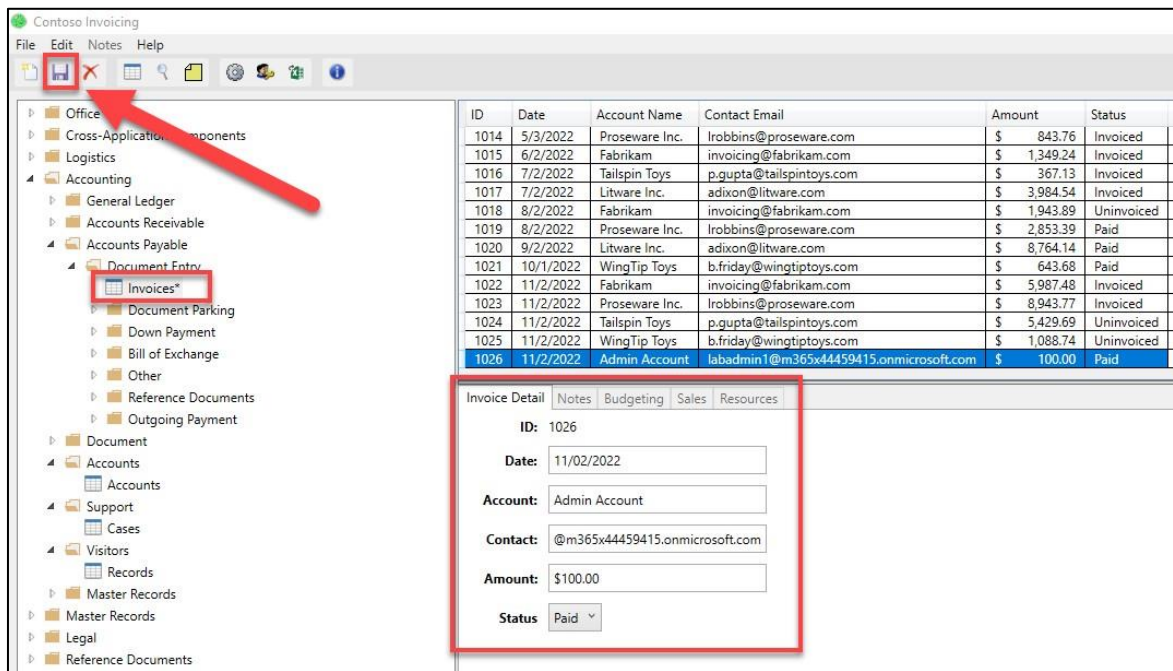 Contoso Invoicing
File Edit Notes Help
Office
Cross-Application Components
Logistics
Accounting
General Ledger
Accounts Receivable
Accounts Payable
Document Entry
Invoices*
Document Parking
Down Payment
Bill of Exchange
Other
Reference Documents
Outgoing Payment
Document
Accounts
Accounts
Support
Cases
Visitors
Records
Master Records
Master Records
Legal
Reference Documents
ID Date Account Name Contact Email Amount Status
1014 5/3/2022 Proseware Inc. lrobbins@proseware.com $ 843.76 Invoiced
1015 6/2/2022 Fabrikam invoicing@fabrikam.com $ 1,349.24 Invoiced
1016 7/2/2022 Tailspin Toys p.gupta@tailspintoys.com $ 367.13 Invoiced
1017 7/2/2022 Litware Inc. adixon@litware.com $ 3,984.54 Invoiced
1018 8/2/2022 Fabrikam invoicing@fabrikam.com $ 1,943.89 Uninvoiced
1019 8/2/2022 Proseware Inc. lrobbins@proseware.com $ 2,853.39 Paid
1020 9/2/2022 Litware Inc. adixon@litware.com $ 8,764.14 Paid
1021 10/1/2022 WingTip Toys b.friday@wingtiptoys.com $ 643.68 Paid
1022 11/2/2022 Fabrikam invoicing@fabrikam.com $ 5,987.48 Invoiced
1023 11/2/2022 Proseware Inc. lrobbins@proseware.com $ 8,943.77 Invoiced
1024 11/2/2022 Tailspin Toys p.gupta@tailspintoys.com $ 5,429.69 Uninvoiced
1025 11/2/2022 WingTip Toys b.friday@wingtiptoys.com $ 1,088.74 Uninvoiced
1026 11/2/2022 Admin Account labadmin1@m365x44459415.onmicrosoft.com $ 100.00 Paid
Invoice Detail Notes Budgeting Sales Resources
ID: 1026
Date: 11/02/2022
Account: Admin Account
Contact: @m365x44459415.onmicrosoft.com
Amount: $100.00
Status Paid